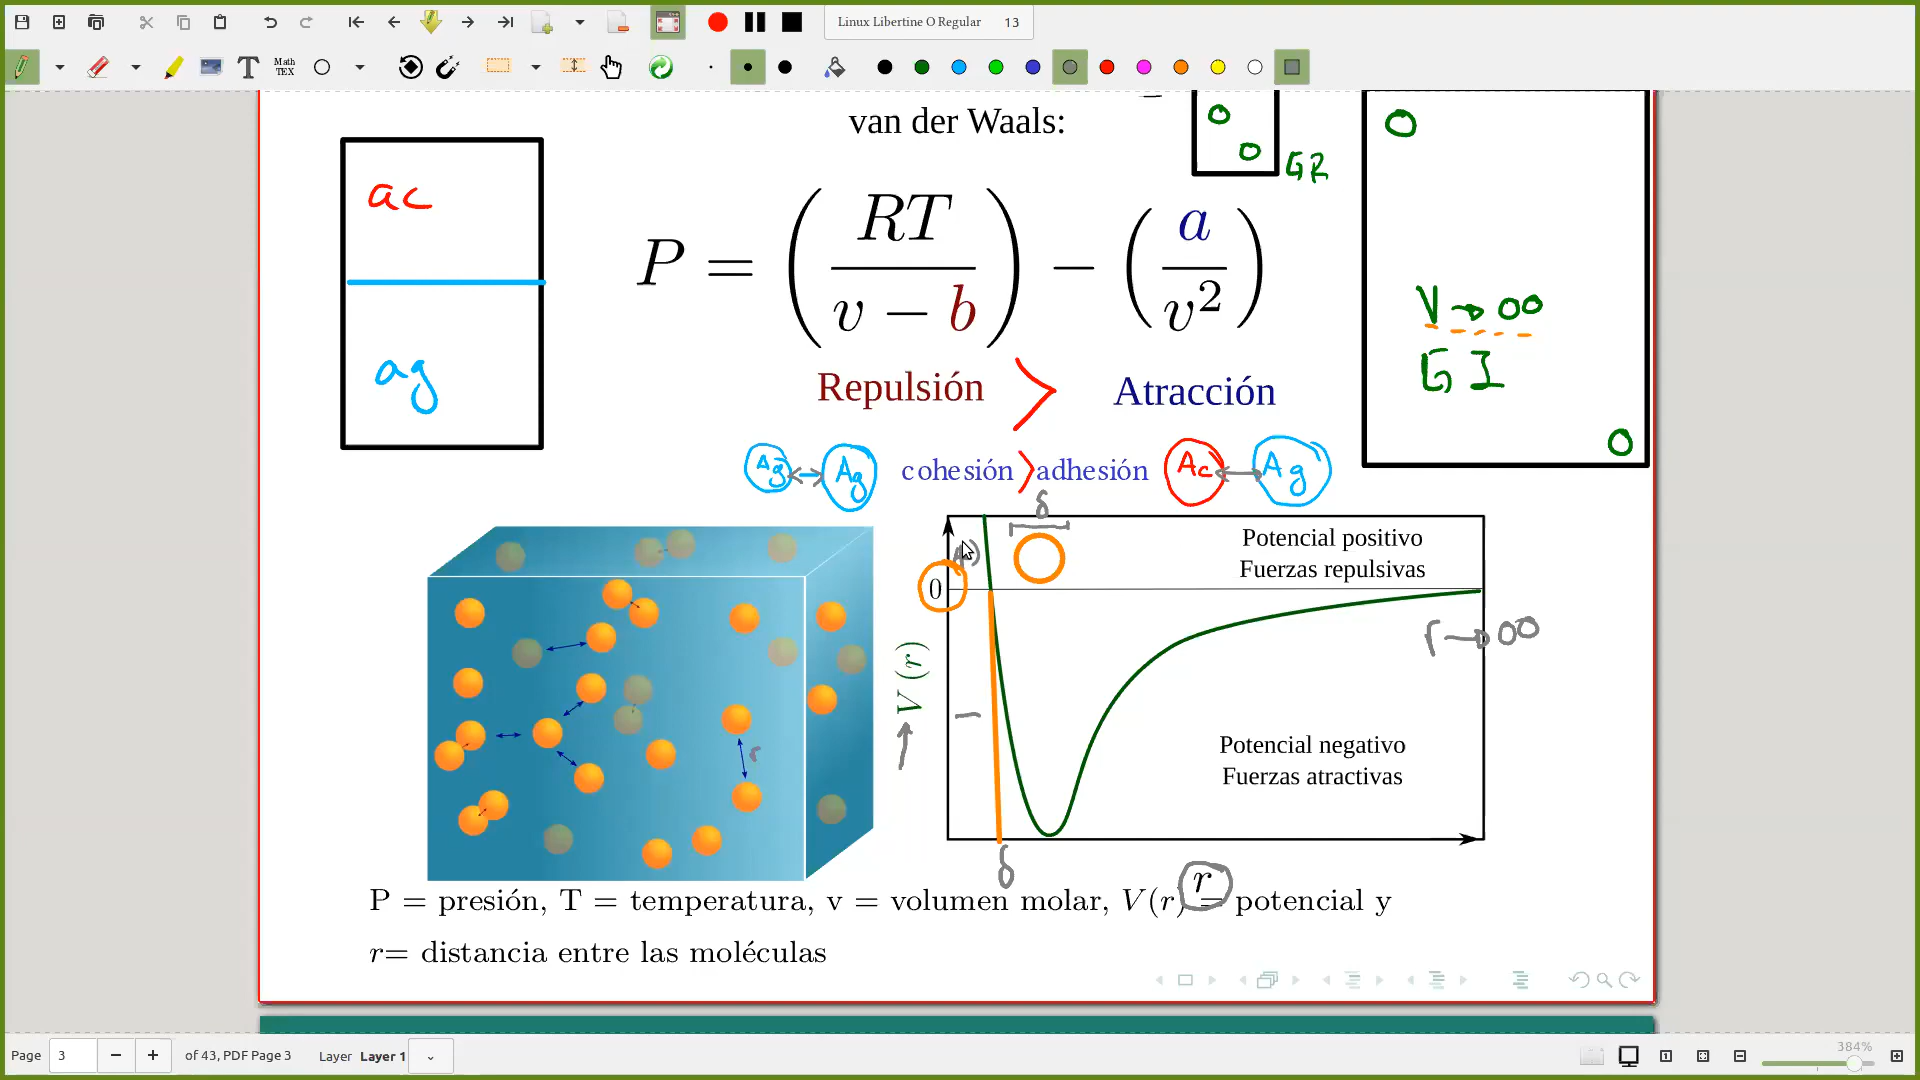 Linux Libertine O Regular 13
Math
TEX
van der Waals:
GR
ac
P = (RT / v − b) − (a / v²)
V→∞
GI
ag
Repulsión > Atracción
Ag ↔ Ag cohesión > adhesión Ac ↔ Ag
δ
Potencial positivo
Fuerzas repulsivas
0
r→∞
V(r)
r
Potencial negativo
Fuerzas atractivas
δ
r
P = presión, T = temperatura, v = volumen molar, V(r) = potencial y
r= distancia entre las moléculas
Page 3 of 43, PDF Page 3 Layer Layer 1
384%